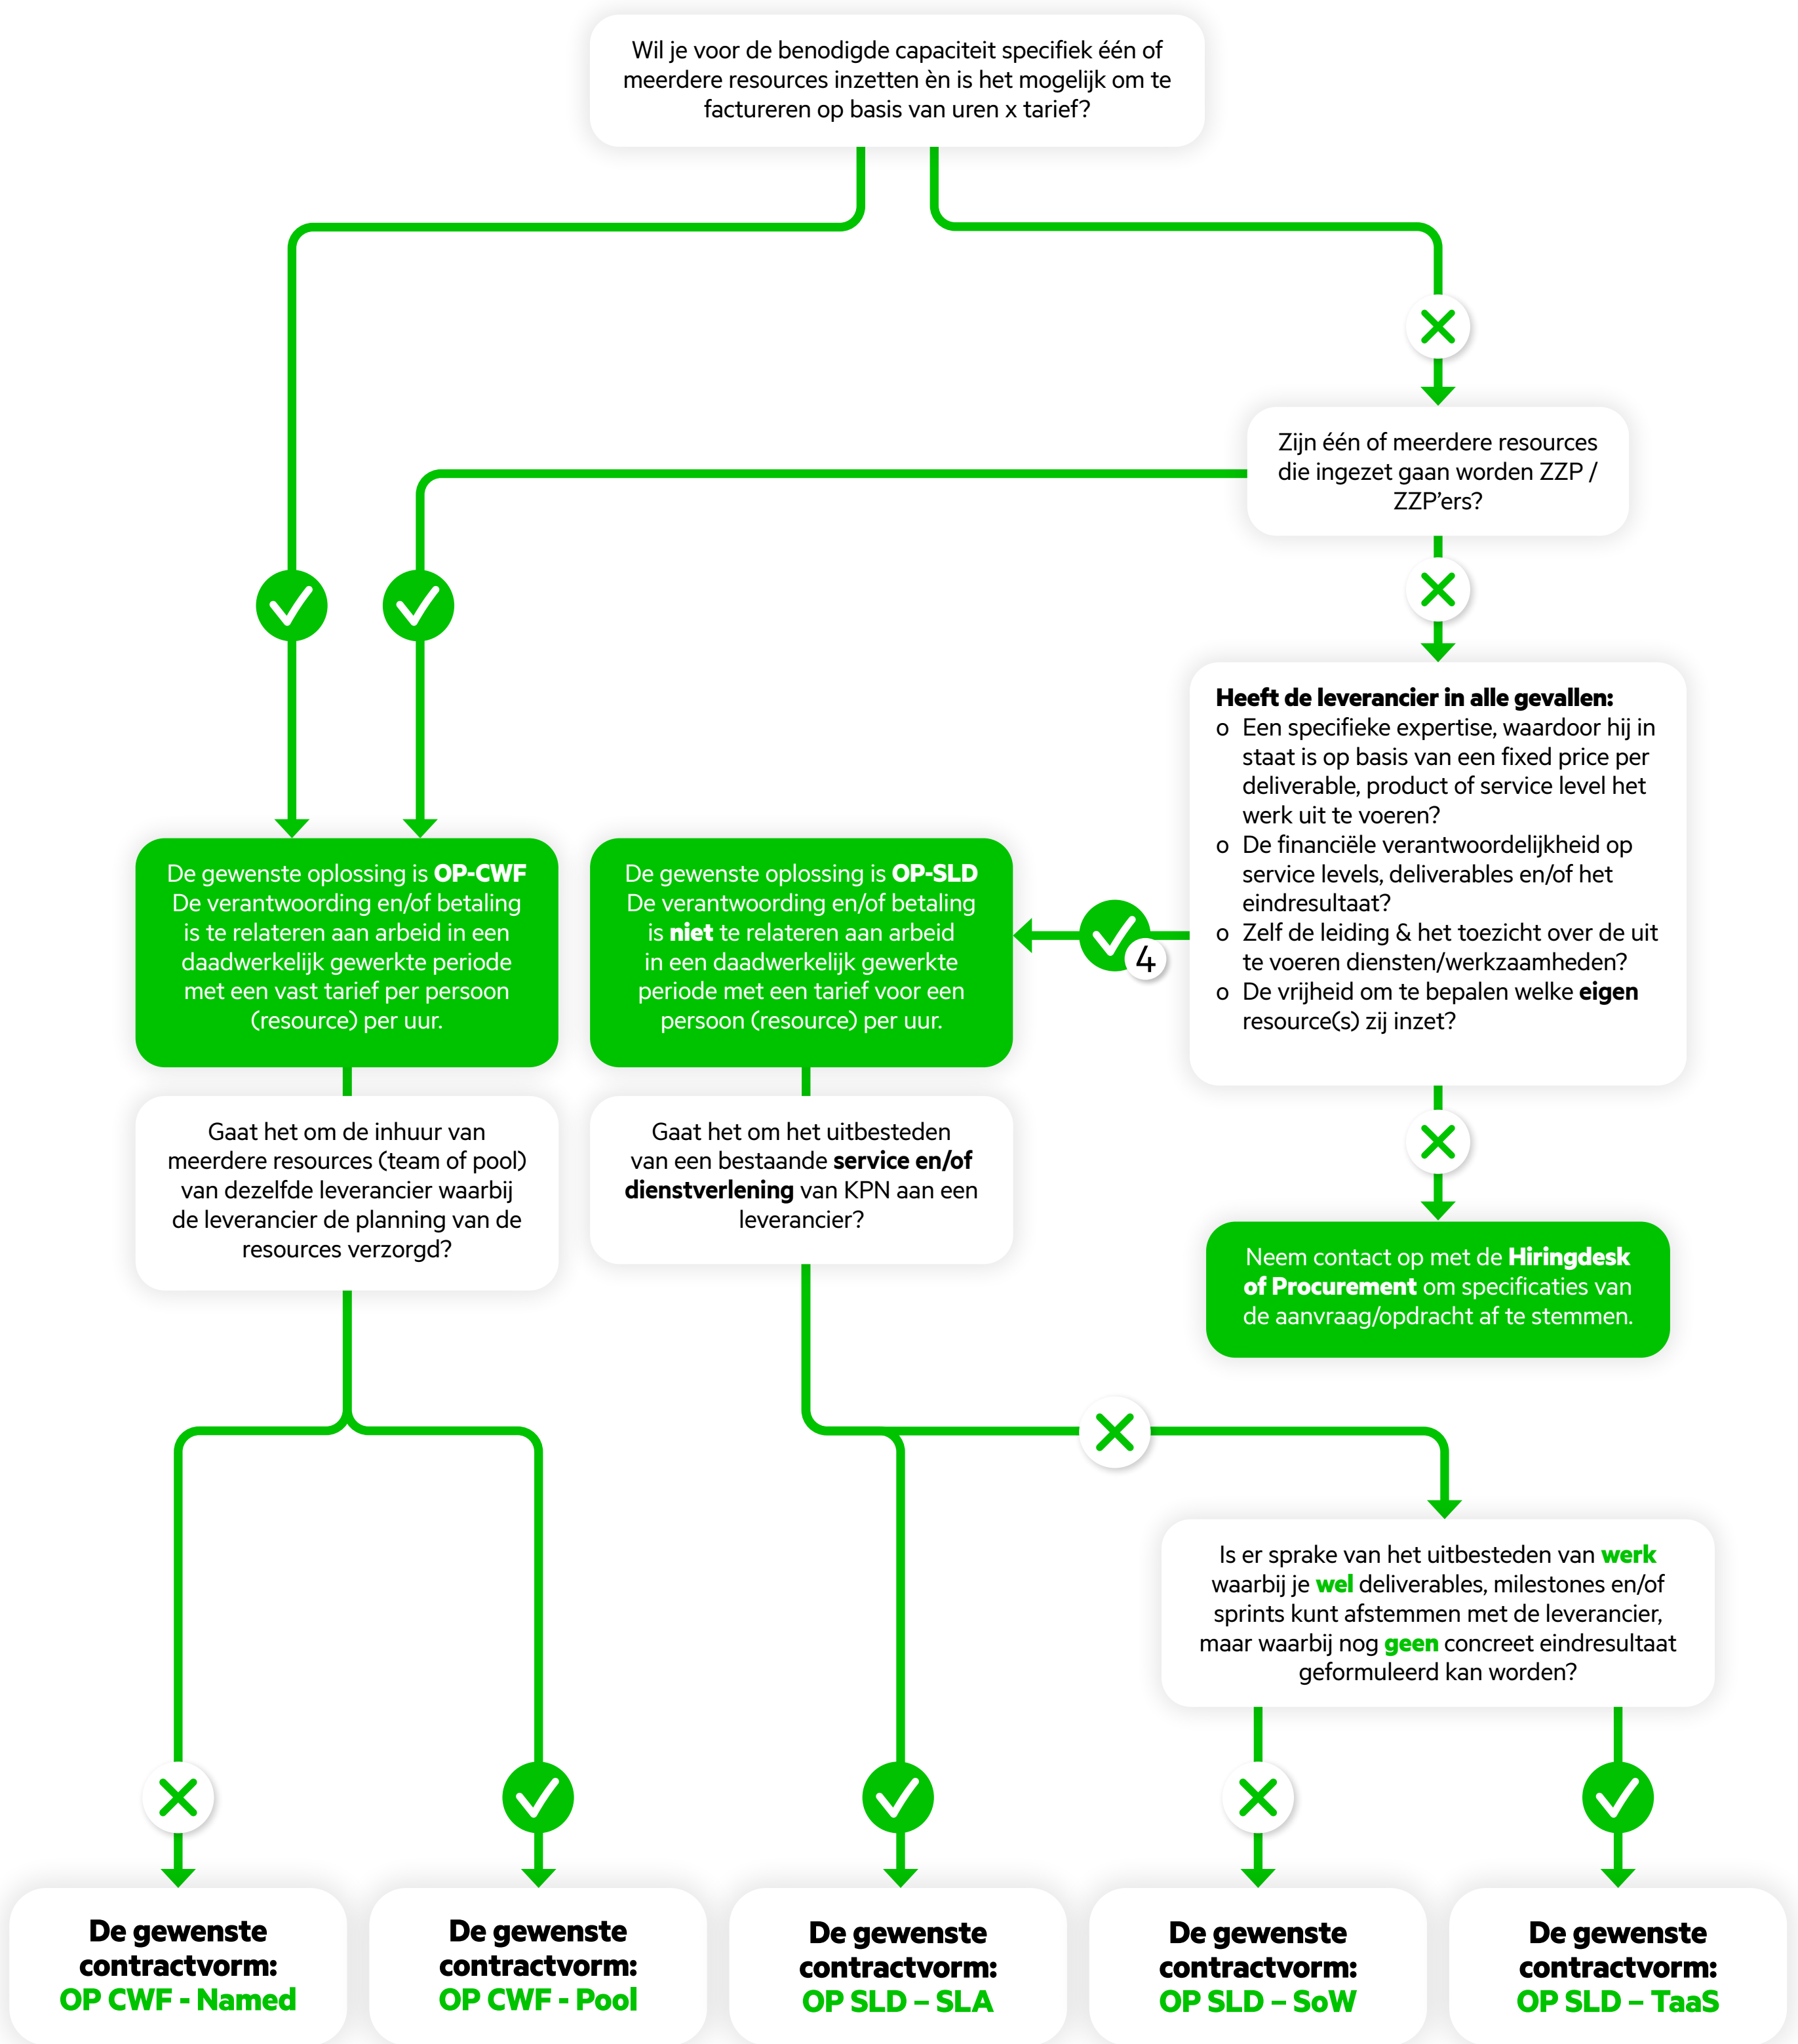 Wil je voor de benodigde capaciteit specifiek één of
meerdere resources inzetten èn is het mogelijk om te
factureren op basis van uren x tarief?
Zijn één of meerdere resources
die ingezet gaan worden ZZP /
ZZP’ers?
Heeft de leverancier in alle gevallen:
o Een specifieke expertise, waardoor hij in
staat is op basis van een fixed price per
deliverable, product of service level het
werk uit te voeren?
o De financiële verantwoordelijkheid op
service levels, deliverables en/of het
eindresultaat?
o Zelf de leiding & het toezicht over de uit
te voeren diensten/werkzaamheden?
o De vrijheid om te bepalen welke eigen
resource(s) zij inzet?
De gewenste oplossing is OP-CWF
De verantwoording en/of betaling
is te relateren aan arbeid in een
daadwerkelijk gewerkte periode
met een vast tarief per persoon
(resource) per uur.
De gewenste oplossing is OP-SLD
De verantwoording en/of betaling
is niet te relateren aan arbeid
in een daadwerkelijk gewerkte
periode met een tarief voor een
persoon (resource) per uur.
4
Gaat het om de inhuur van
meerdere resources (team of pool)
van dezelfde leverancier waarbij
de leverancier de planning van de
resources verzorgd?
Gaat het om het uitbesteden
van een bestaande service en/of
dienstverlening van KPN aan een
leverancier?
Neem contact op met de Hiringdesk
of Procurement om specificaties van
de aanvraag/opdracht af te stemmen.
Is er sprake van het uitbesteden van werk
waarbij je wel deliverables, milestones en/of
sprints kunt afstemmen met de leverancier,
maar waarbij nog geen concreet eindresultaat
geformuleerd kan worden?
De gewenste
contractvorm:
OP CWF - Named
De gewenste
contractvorm:
OP CWF - Pool
De gewenste
contractvorm:
OP SLD – SLA
De gewenste
contractvorm:
OP SLD – SoW
De gewenste
contractvorm:
OP SLD – TaaS